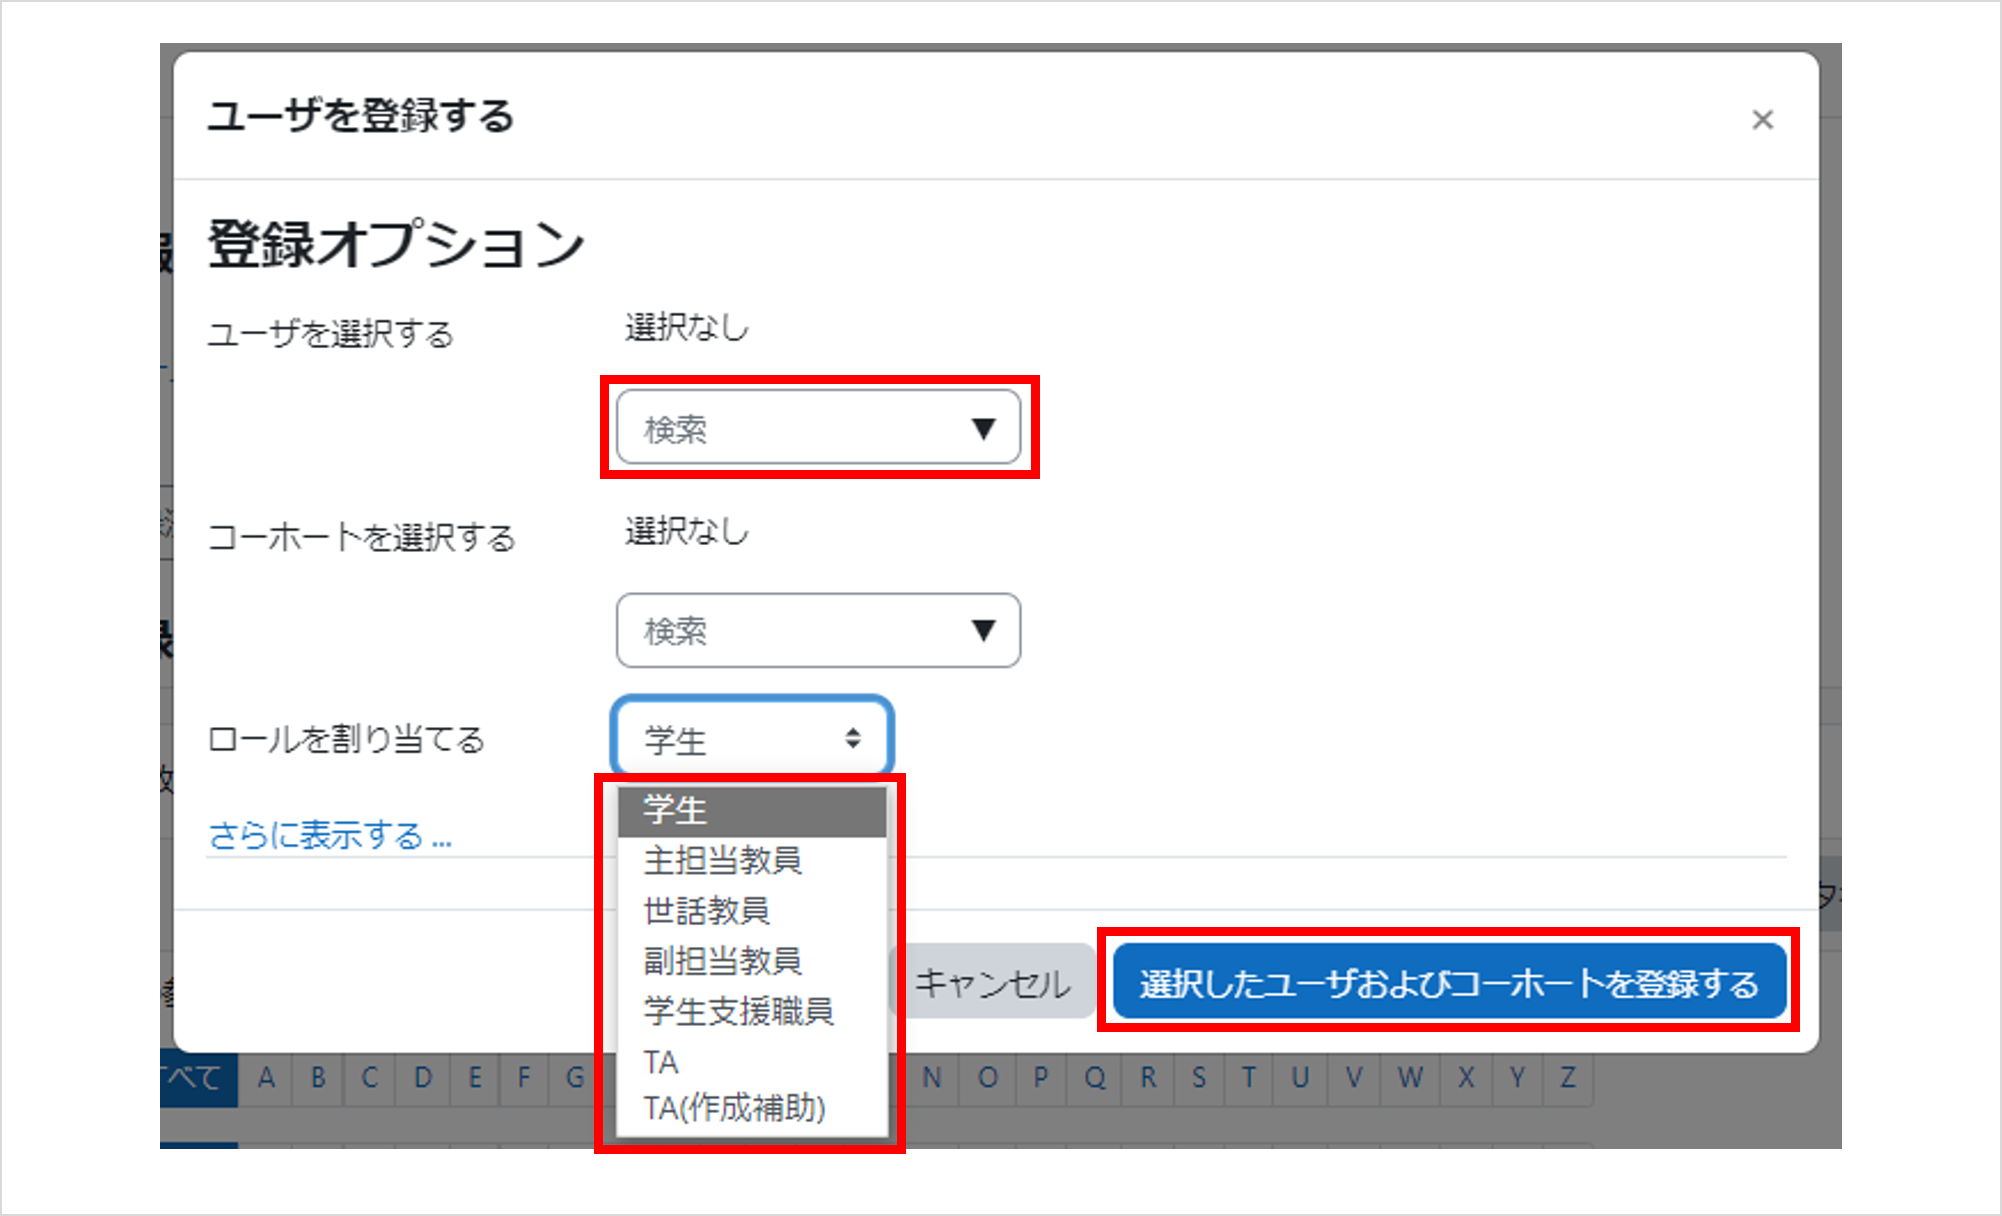 ユーザを登録する
×
登録オプション
ユーザを選択する
選択なし
検索 ▼
コーホートを選択する
選択なし
検索 ▼
ロールを割り当てる
学生
学生
主担当教員
世話教員
副担当教員
学生支援職員
TA
TA(作成補助)
さらに表示する ...
キャンセル
選択したユーザおよびコーホートを登録する
べて A B C D E F G N O P Q R S T U V W X Y Z